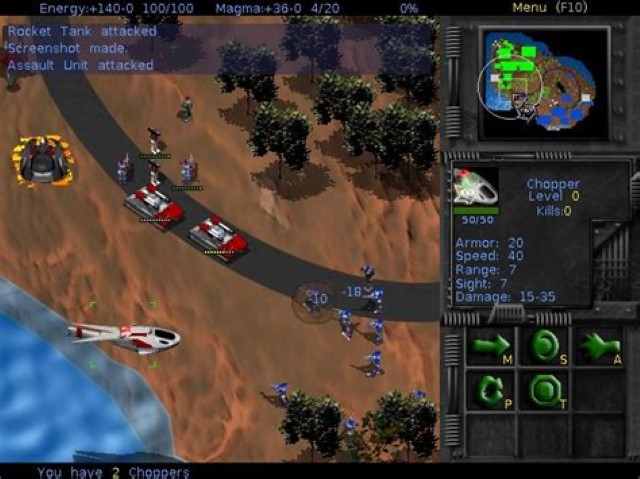 Energy:+140-0 100/100 Magma:+36-0 4/20 0% Menu (F10)
Rocket Tank attacked
Screenshot made.
Assault Unit attacked
Chopper
Level 0
Kills:0
50/50
Armor: 20
Speed: 40
Range: 7
Sight: 7
Damage: 15-35
-10 -18
M S A
P T
You have 2 Choppers